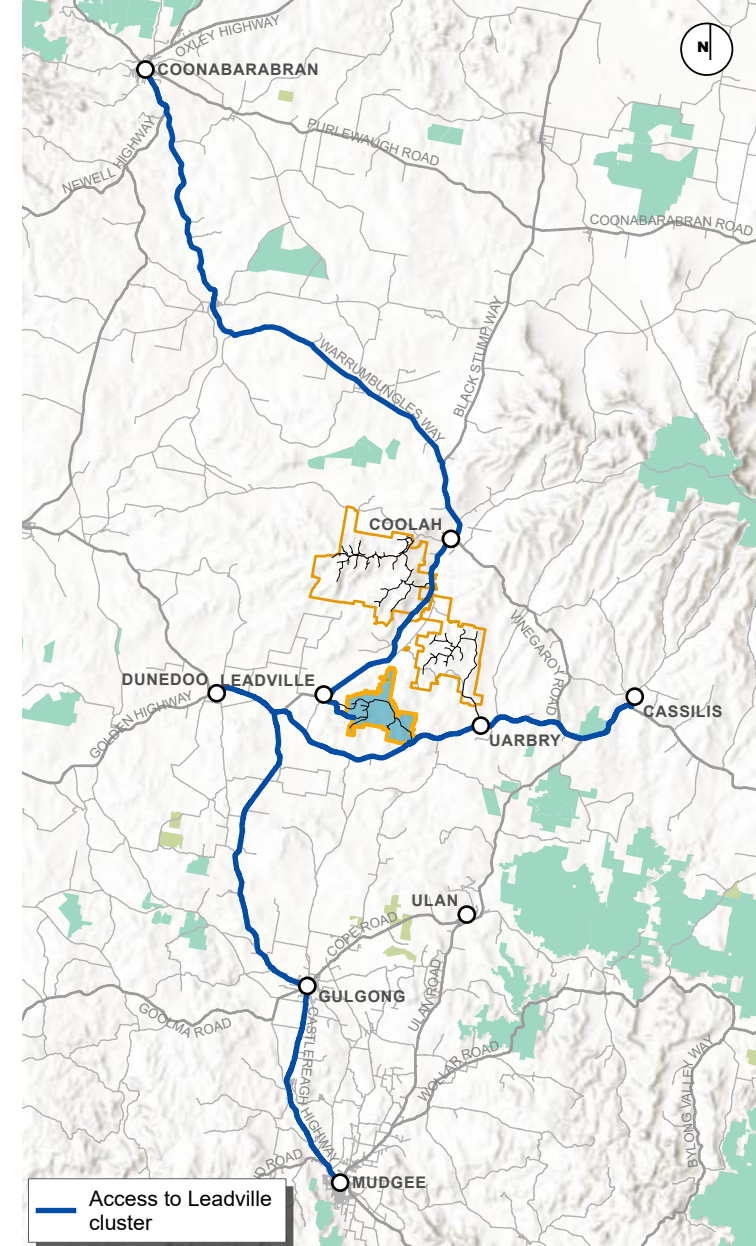 OXLEY HIGHWAY
N
COONABARABRAN
PURLEWAUGH ROAD
NEWELL HIGHWAY
COONABARABRAN ROAD
BLACK STUMP WAY
WARRUMBUNGLES WAY
COOLAH
VINEGAROY ROAD
DUNEDOO
LEADVILLE
CASSILIS
GOLDEN HIGHWAY
UARBRY
ULAN
COPE ROAD
ULAN ROAD
GULGONG
GOOLMA ROAD
CASTLEREAGH HIGHWAY
WOLLAR ROAD
BYLONG VALLEY WAY
D ROAD
MUDGEE
Access to Leadville
cluster